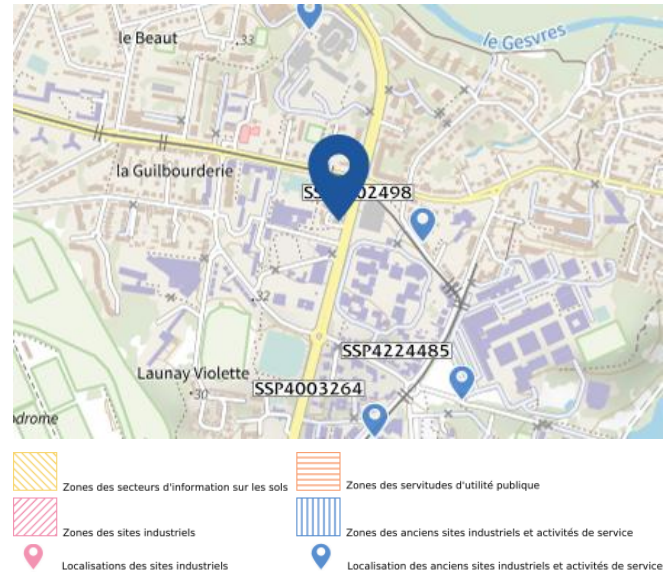 le Beaut
33
le Gesvres
la Guilbourderie
02498
32
SSP4224485
Launay Violette
SSP4003264
30
odrome
Zones des secteurs d'information sur les sols
Zones des servitudes d'utilité publique
Zones des sites industriels
Zones des anciens sites industriels et activités de service
Localisations des sites industriels
Localisation des anciens sites industriels et activités de service